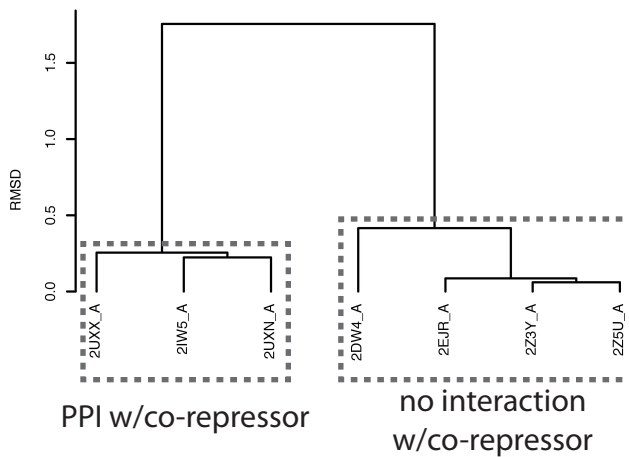 RMSD
1.5
1.0
0.5
0.0
2UXX_A
2IW5_A
2UXN_A
2DW4_A
2EJR_A
2Z3Y_A
2Z5U_A
PPI w/co-repressor
no interaction
w/co-repressor